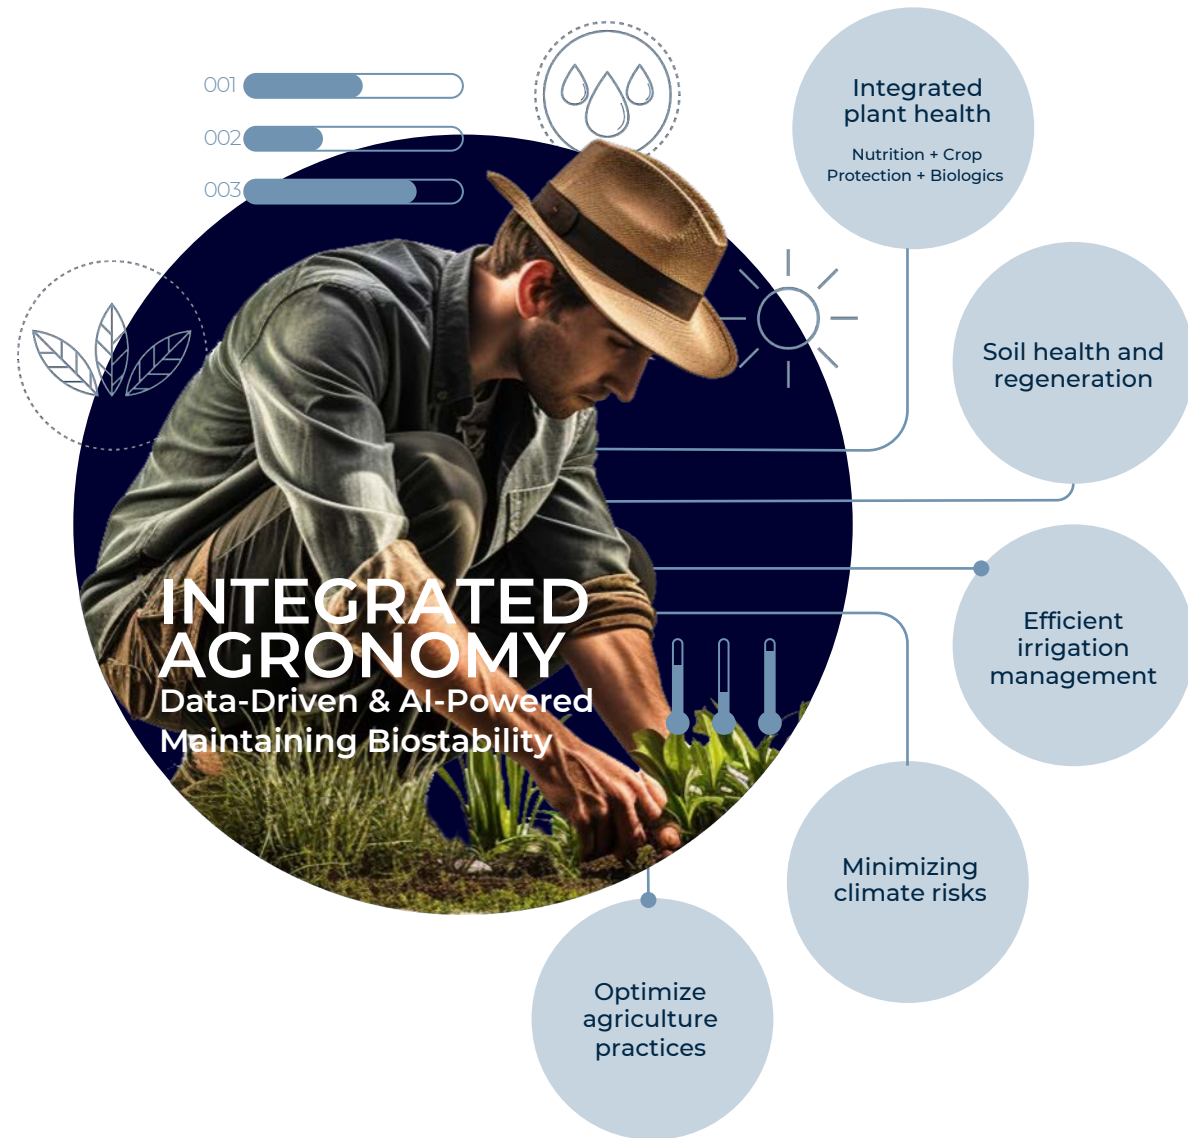 001
002
003
Integrated
plant health
Nutrition + Crop
Protection + Biologics
Soil health and
regeneration
INTEGRATED
AGRONOMY
Data-Driven & AI-Powered
Maintaining Biostability
Efficient
irrigation
management
Minimizing
climate risks
Optimize
agriculture
practices